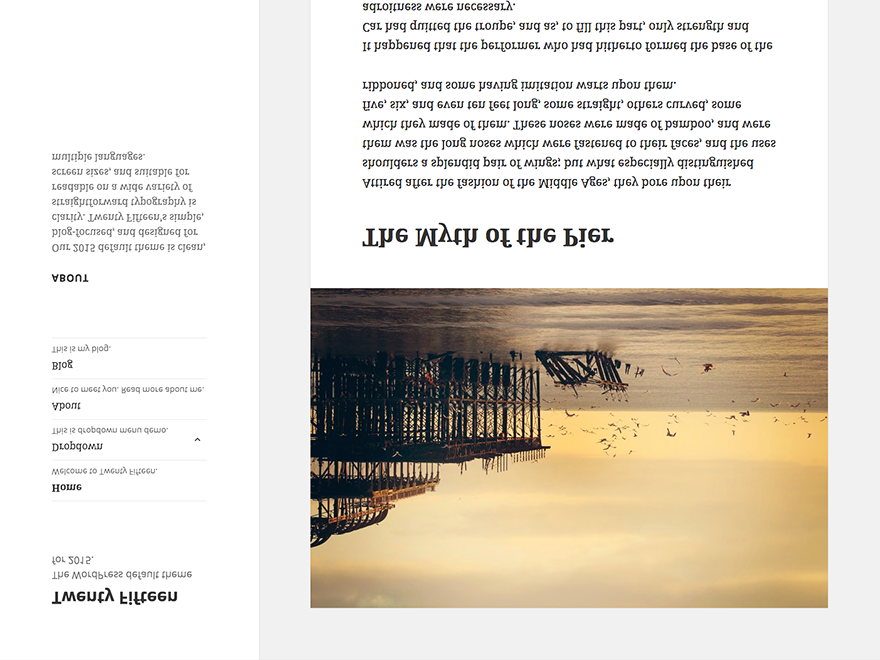 Twenty Fifteen
The WordPress default theme
for 2015.
Home
Welcome to Twenty Fifteen.
Dropdown
This is dropdown menu demo.
About
Nice to meet you. Read more about me.
Blog
This is my blog.
ABOUT
Our 2015 default theme is clean,
blog-focused, and designed for
clarity. Twenty Fifteen's simple,
straightforward typography is
readable on a wide variety of
screen sizes, and suitable for
multiple languages.
The Myth of the Pier
Attired after the fashion of the Middle Ages, they bore upon their
shoulders a splendid pair of wings; but what especially distinguished
them was the long noses which were fastened to their faces, and the uses
which they made of them. These noses were made of bamboo, and were
five, six, and even ten feet long, some straight, others curved, some
ribboned, and some having imitation warts upon them.
It happened that the performer who had hitherto formed the base of the
Car had quitted the troupe, and as, to fill this part, only strength and
adroitness were necessary.